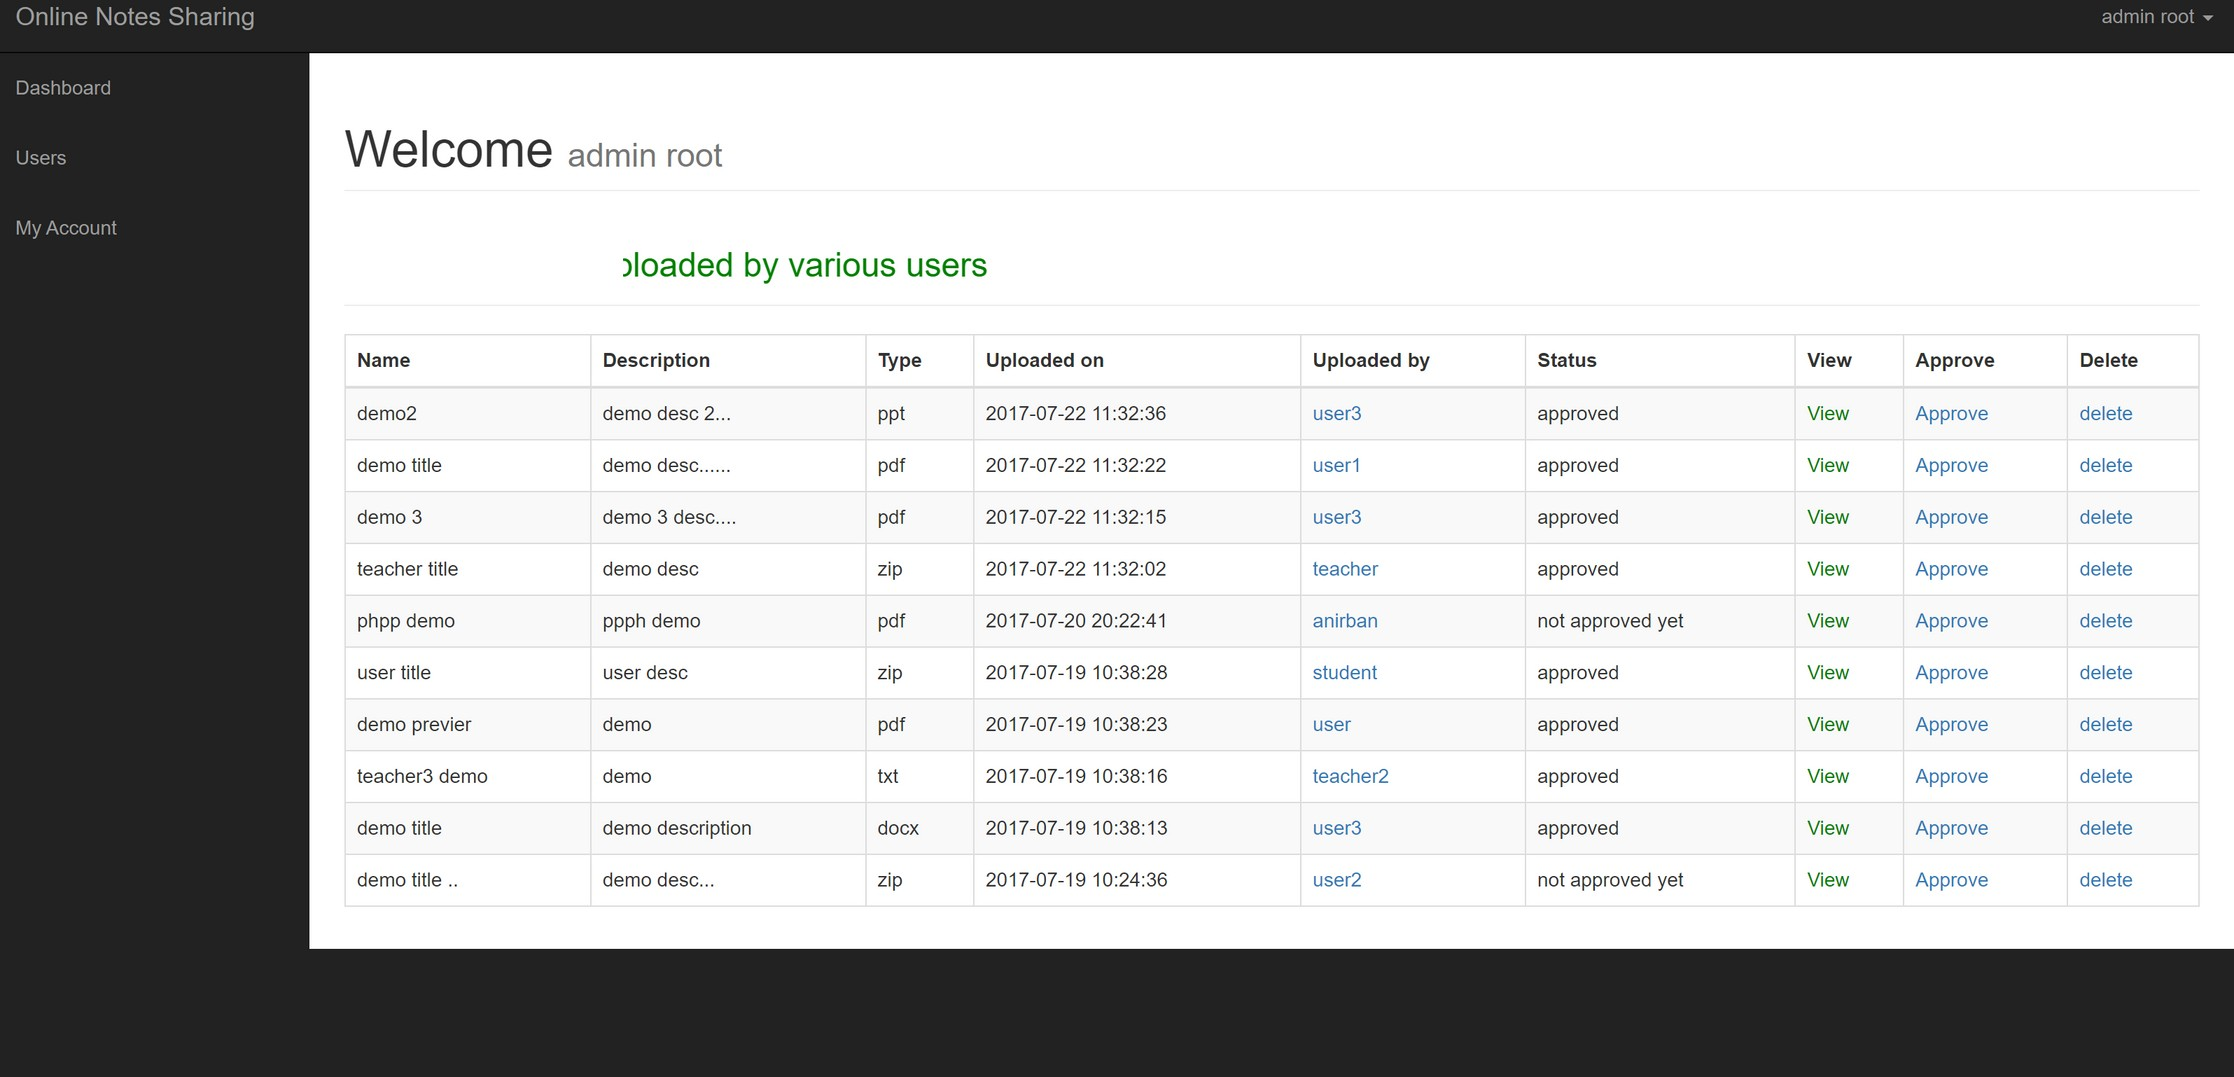 Online Notes Sharing admin root
Dashboard
Users
My Account
Welcome admin root
by various users
Name Description Type Uploaded on Uploaded by Status View Approve Delete
demo2 demo desc 2... ppt 2017-07-22 11:32:36 user3 approved View Approve delete
demo title demo desc...... pdf 2017-07-22 11:32:22 user1 approved View Approve delete
demo 3 demo 3 desc.... pdf 2017-07-22 11:32:15 user3 approved View Approve delete
teacher title demo desc zip 2017-07-22 11:32:02 teacher approved View Approve delete
phpp demo ppph demo pdf 2017-07-20 20:22:41 anirban not approved yet View Approve delete
user title user desc zip 2017-07-19 10:38:28 student approved View Approve delete
demo previer demo pdf 2017-07-19 10:38:23 user approved View Approve delete
teacher3 demo demo txt 2017-07-19 10:38:16 teacher2 approved View Approve delete
demo title demo description docx 2017-07-19 10:38:13 user3 approved View Approve delete
demo title .. demo desc... zip 2017-07-19 10:24:36 user2 not approved yet View Approve delete